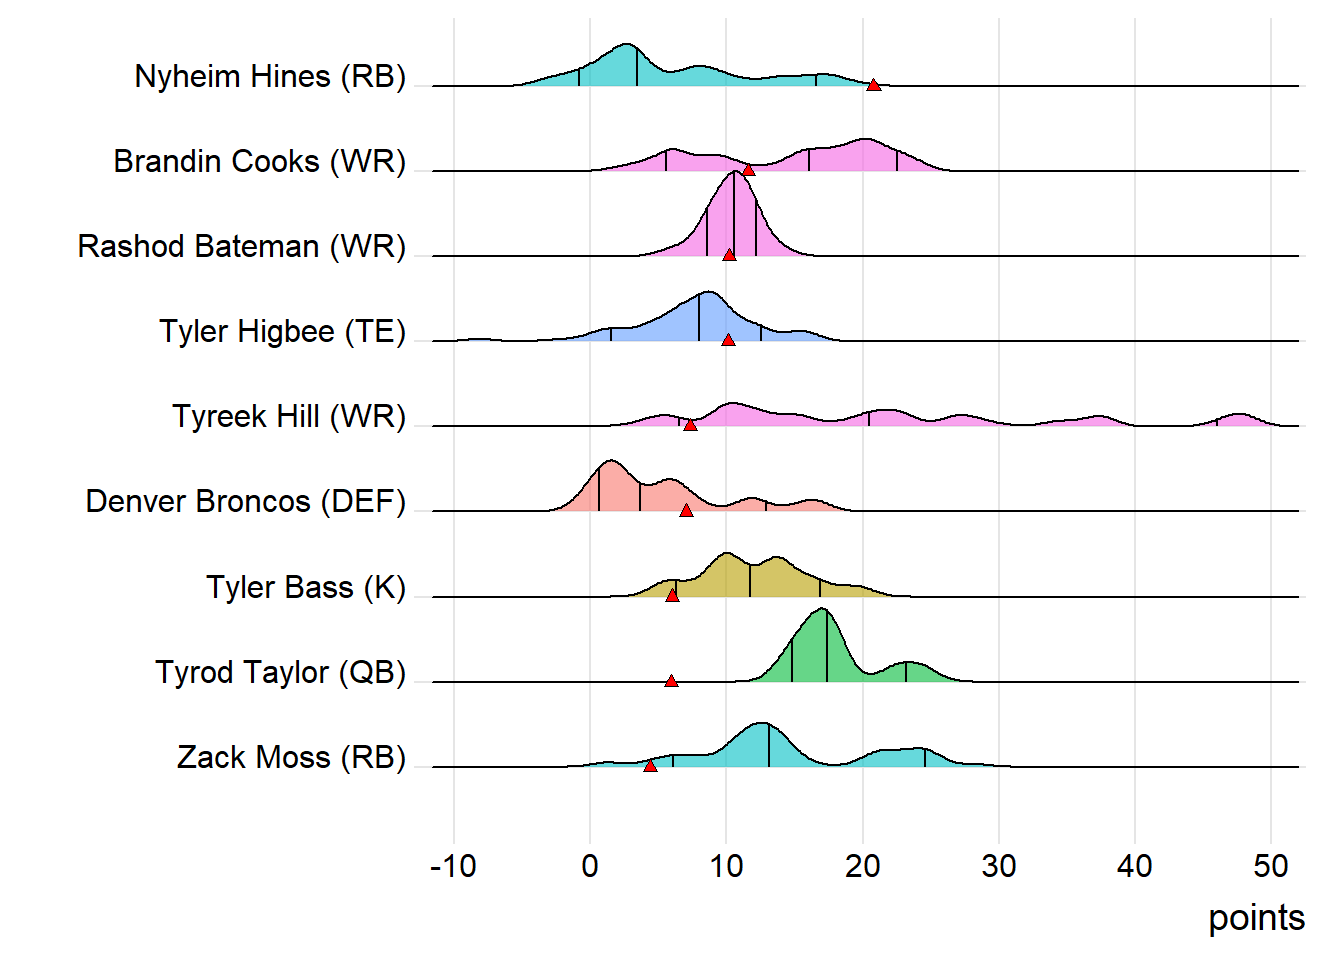 Nyheim Hines (RB)
Brandin Cooks (WR)
Rashod Bateman (WR)
Tyler Higbee (TE)
Tyreek Hill (WR)
Denver Broncos (DEF)
Tyler Bass (K)
Tyrod Taylor (QB)
Zack Moss (RB)
-10 0 10 20 30 40 50
points